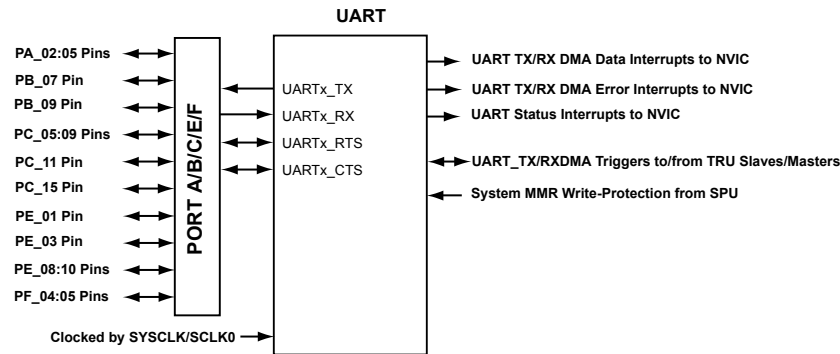 UART
PA_02:05 Pins
PB_07 Pin
PB_09 Pin
PC_05:09 Pins
PC_11 Pin
PC_15 Pin
PE_01 Pin
PE_03 Pin
PE_08:10 Pins
PF_04:05 Pins
Clocked by SYSCLK/SCLK0
PORT A/B/C/E/F
UARTx_TX
UARTx_RX
UARTx_RTS
UARTx_CTS
UART TX/RX DMA Data Interrupts to NVIC
UART TX/RX DMA Error Interrupts to NVIC
UART Status Interrupts to NVIC
UART_TX/RXDMA Triggers to/from TRU Slaves/Masters
System MMR Write-Protection from SPU